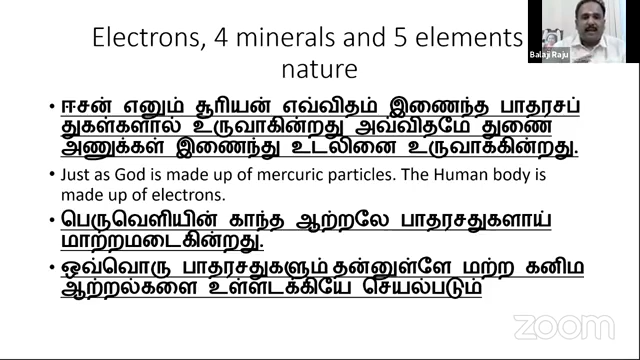 Electrons, 4 minerals and 5 elements
nature
Balaji Raju
• ஈசன் எனும் சூரியன் எவ்விதம் இணைந்த பாதரசப்
துகள்களால் உருவாகின்றது அவ்விதமே துணை
அணுக்கள் இணைந்து உடலினை உருவாக்கின்றது.
• Just as God is made up of mercuric particles. The Human body is
made up of electrons.
• பெருவெளியின் காந்த ஆற்றலே பாதரசதுகளாய்
மாற்றமடைகின்றது.
• ஒவ்வொரு பாதரசதுகளும் தன்னுள்ளே மற்ற கனிம
ஆற்றல்களை உள்ளடக்கியே செயல்படும்
zoom